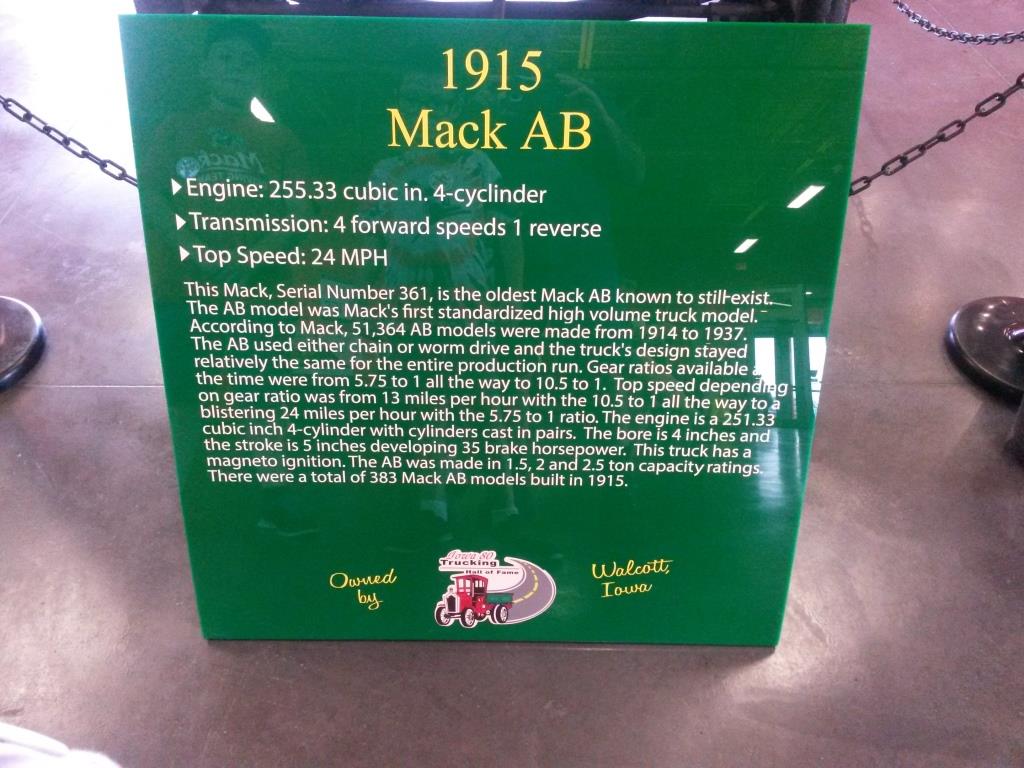 1915
Mack AB
Engine: 255.33 cubic in. 4-cyclinder
Transmission: 4 forward speeds 1 reverse
Top Speed: 24 MPH
This Mack, Serial Number 361, is the oldest Mack AB known to still exist.
The AB model was Mack's first standardized high volume truck model.
According to Mack, 51,364 AB models were made from 1914 to 1937.
The AB used either chain or worm drive and the truck's design stayed
relatively the same for the entire production run. Gear ratios available at
the time were from 5.75 to 1 all the way to 10.5 to 1. Top speed depending
on gear ratio was from 13 miles per hour with the 10.5 to 1 all the way to a
blistering 24 miles per hour with the 5.75 to 1 ratio. The engine is a 251.33
cubic inch 4-cylinder with cylinders cast in pairs. The bore is 4 inches and
the stroke is 5 inches developing 35 brake horsepower. This truck has a
magneto ignition. The AB was made in 1.5, 2 and 2.5 ton capacity ratings.
There were a total of 383 Mack AB models built in 1915.
Owned
by
Iowa 80
Trucking
Hall of Fame
Walcott,
Iowa